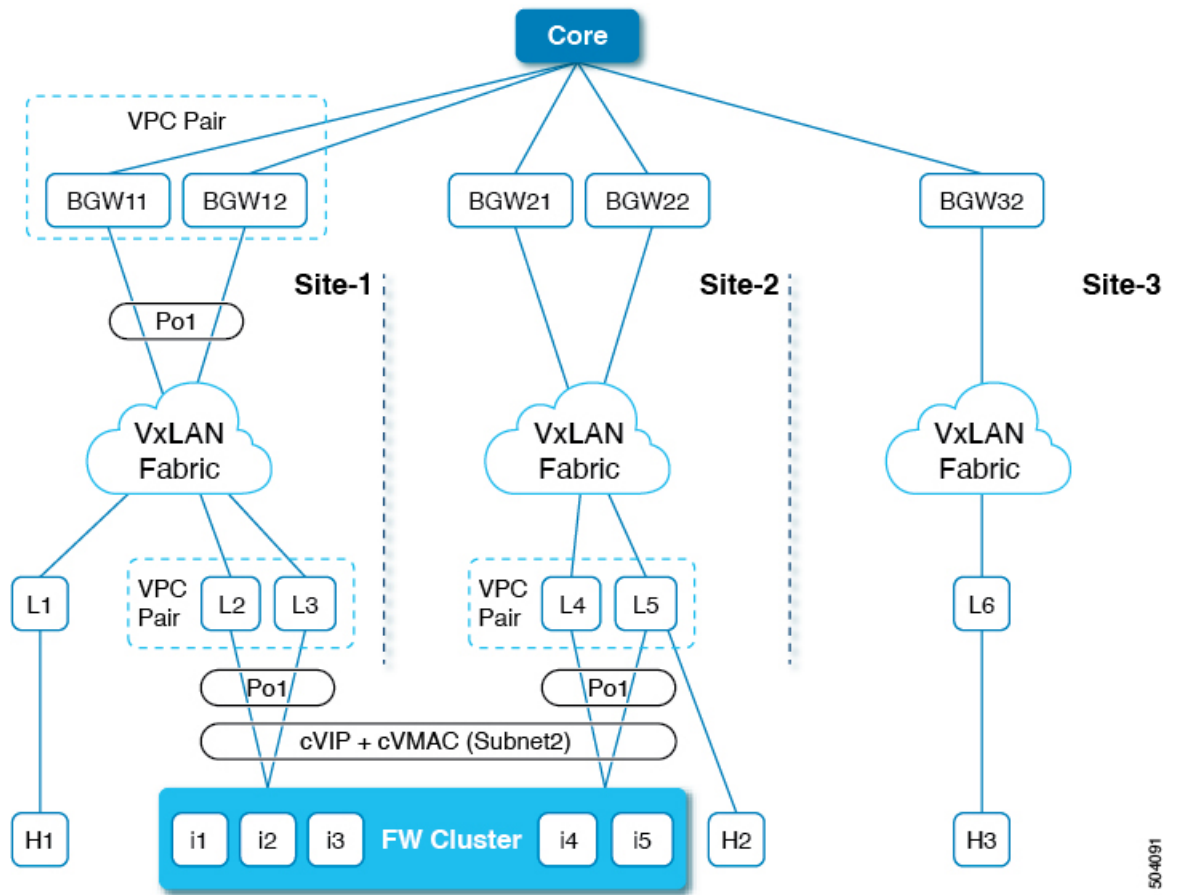 Core
VPC Pair
BGW11
BGW12
BGW21
BGW22
BGW32
Site-1
Site-2
Site-3
Po1
VxLAN
Fabric
VxLAN
Fabric
VxLAN
Fabric
L1
VPC
Pair
L2
L3
VPC
Pair
L4
L5
L6
Po1
Po1
cVIP + cVMAC (Subnet2)
H1
i1
i2
i3
FW Cluster
i4
i5
H2
H3
504091